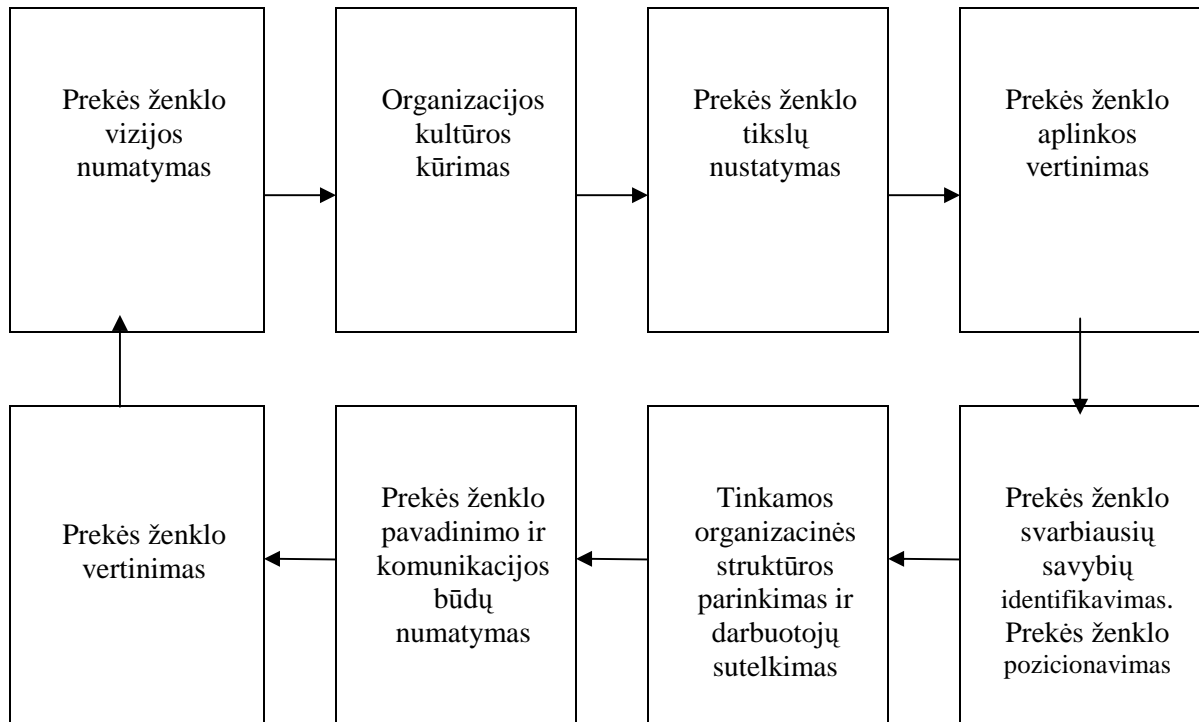 Prekės ženklo
vizijos
numatymas
Organizacijos
kultūros
kūrimas
Prekės ženklo
tikslų
nustatymas
Prekės ženklo
aplinkos
vertinimas
Prekės ženklo
svarbiausių
savybių
identifikavimas.
Prekės ženklo
pozicionavimas
Tinkamos
organizacinės
struktūros
parinkimas ir
darbuotojų
sutelkimas
Prekės ženklo
pavadinimo ir
komunikacijos
būdų
numatymas
Prekės ženklo
vertinimas